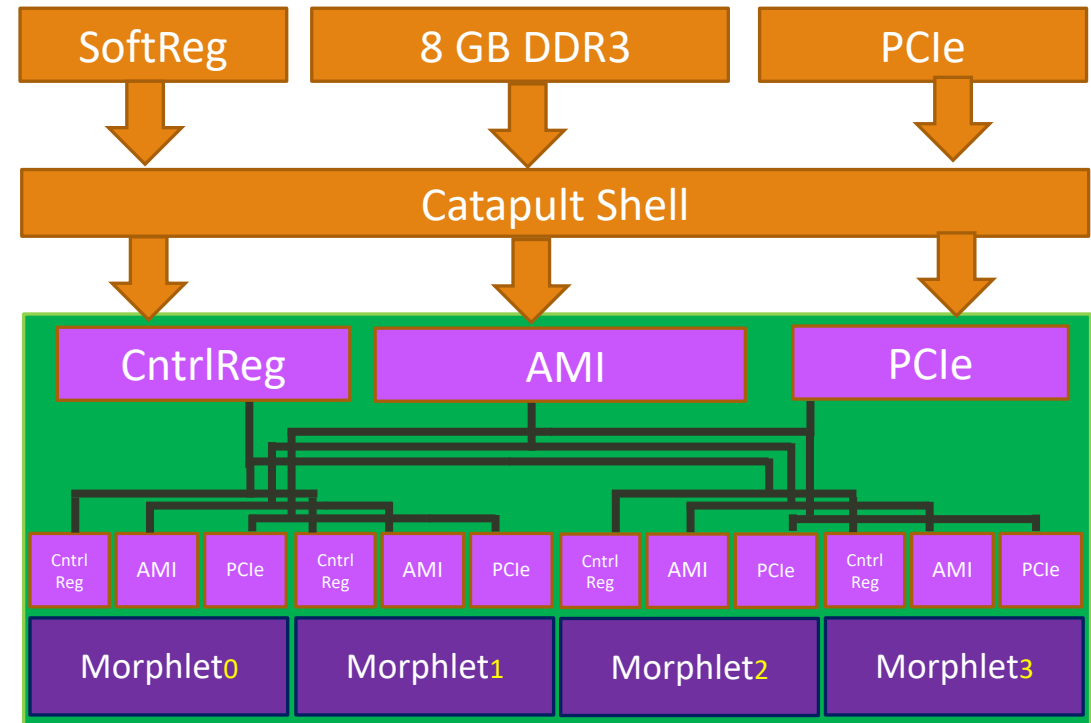 SoftReg
8 GB DDR3
PCIe
Catapult Shell
CntrlReg
AMI
PCIe
Cntrl
Reg
AMI
PCIe
Cntrl
Reg
AMI
PCIe
Cntrl
Reg
AMI
PCIe
Cntrl
Reg
AMI
PCIe
Morphlet0
Morphlet1
Morphlet2
Morphlet3